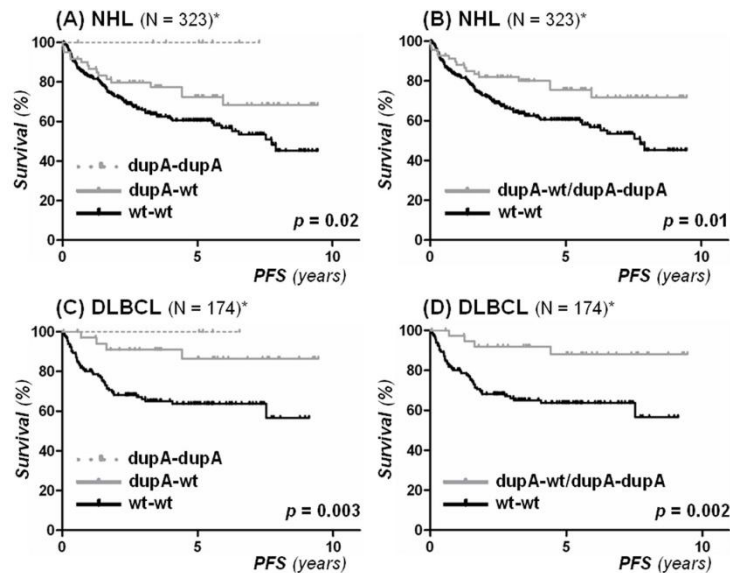 (A) NHL (N = 323)*
100
80
60
40
20
0
Survival (%)
dupA-dupA
dupA-wt
wt-wt
p = 0.02
0 5 10
PFS (years)
(B) NHL (N = 323)*
100
80
60
40
20
0
Survival (%)
dupA-wt/dupA-dupA
wt-wt
p = 0.01
0 5 10
PFS (years)
(C) DLBCL (N = 174)*
100
80
60
40
20
0
Survival (%)
dupA-dupA
dupA-wt
wt-wt
p = 0.003
0 5 10
PFS (years)
(D) DLBCL (N = 174)*
100
80
60
40
20
0
Survival (%)
dupA-wt/dupA-dupA
wt-wt
p = 0.002
0 5 10
PFS (years)